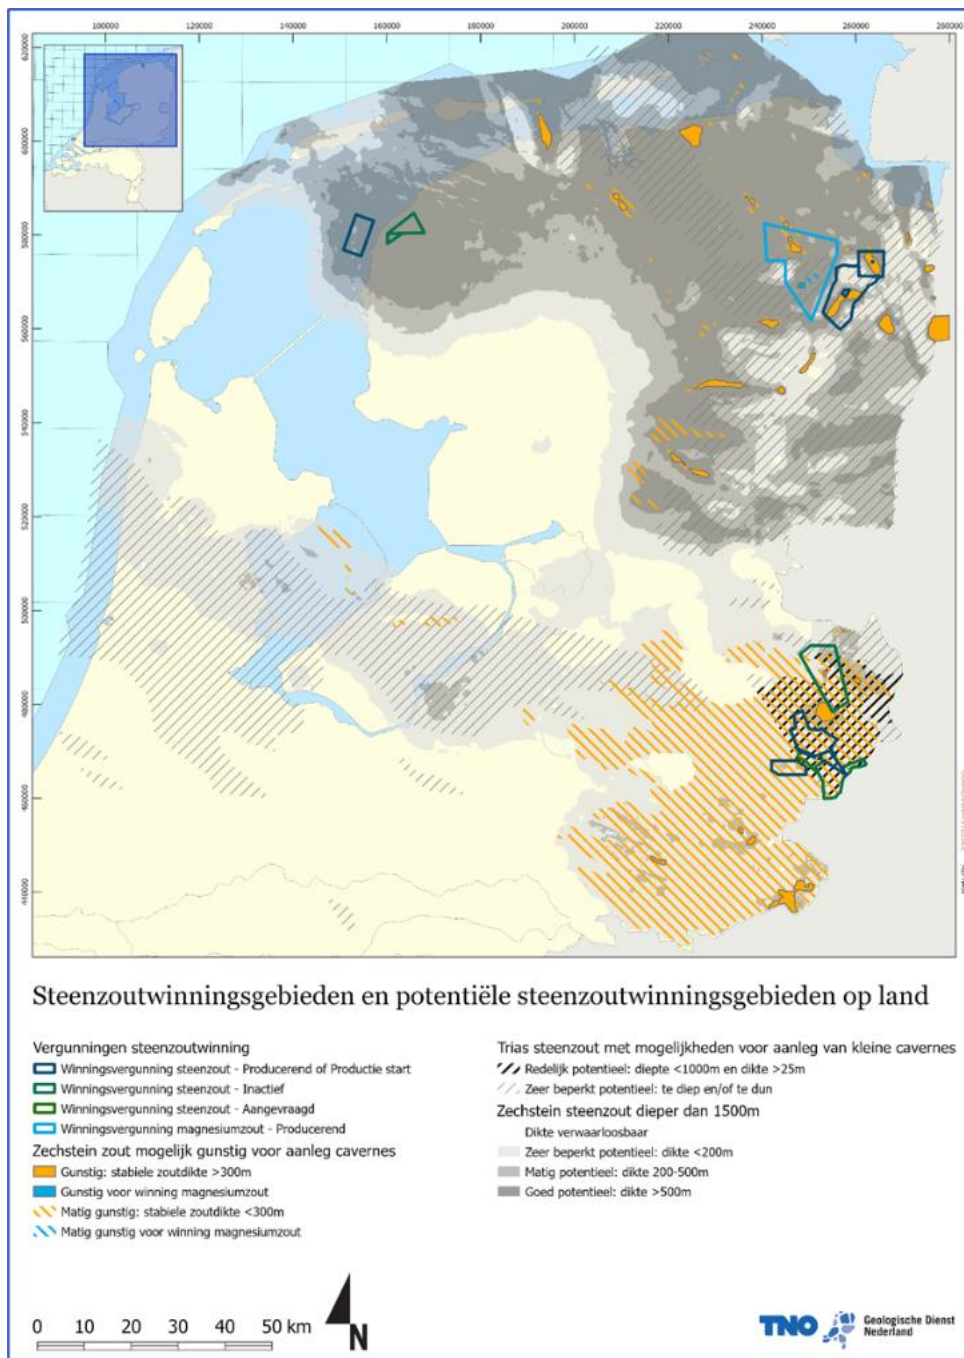 100000 120000 140000 160000 180000 200000 220000 240000 260000 280000
620000
600000
580000
560000
540000
520000
500000
480000
460000
440000
Steenzoutwinningsgebieden en potentiële steenzoutwinningsgebieden op land
Vergunningen steenzoutwinning
Winningsvergunning steenzout - Producerend of Productie start
Winningsvergunning steenzout - Inactief
Winningsvergunning steenzout - Aangevraagd
Winningsvergunning magnesiumzout - Producerend
Zechstein zout mogelijk gunstig voor aanleg cavernes
Gunstig: stabiele zoutdikte >300m
Gunstig voor winning magnesiumzout
Matig gunstig: stabiele zoutdikte <300m
Matig gunstig voor winning magnesiumzout
Trias steenzout met mogelijkheden voor aanleg van kleine cavernes
Redelijk potentieel: diepte <1000m en dikte >25m
Zeer beperkt potentieel: te diep en/of te dun
Zechstein steenzout dieper dan 1500m
Dikte verwaarloosbaar
Zeer beperkt potentieel: dikte <200m
Matig potentieel: dikte 200-500m
Goed potentieel: dikte >500m
0 10 20 30 40 50 km
N
TNO
Geologische Dienst
Nederland